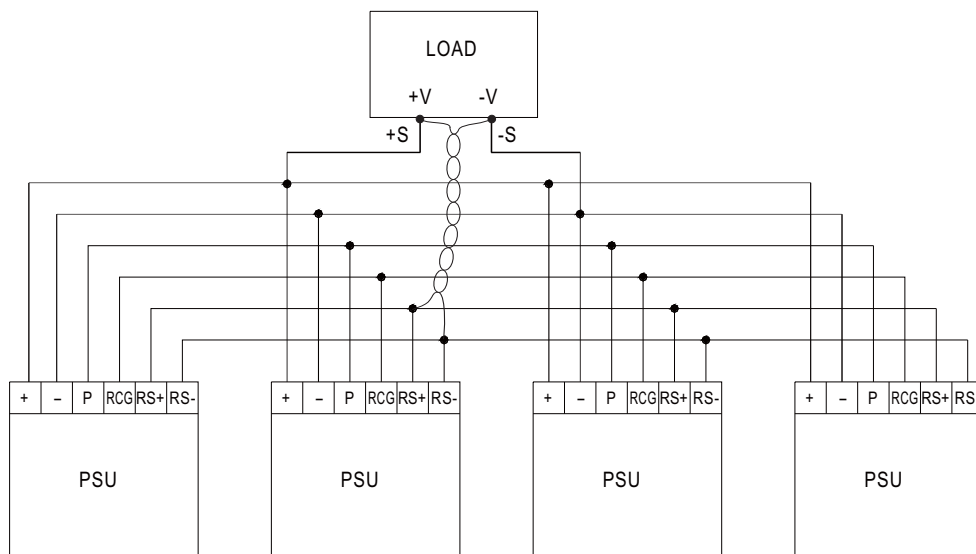 LOAD
+V -V
+S -S
+ – P RCG RS+ RS- + – P RCG RS+ RS- + – P RCG RS+ RS- + – P RCG RS+ RS
PSU PSU PSU PSU